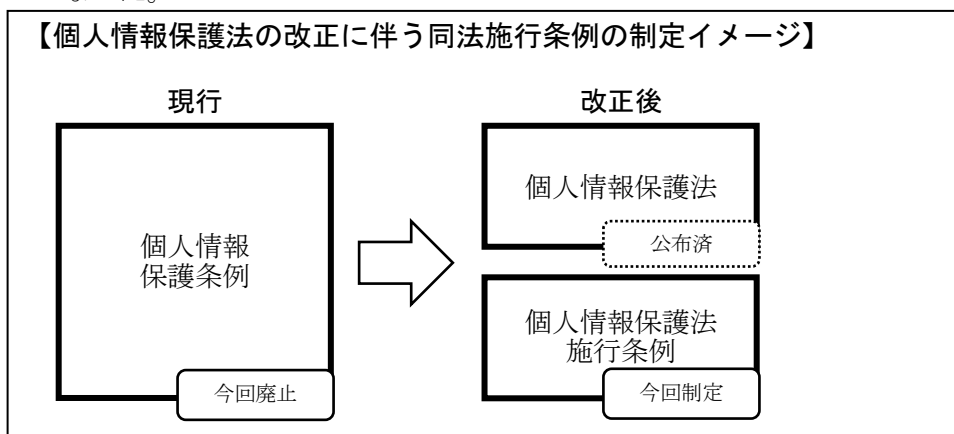 【個人情報保護法の改正に伴う同法施行条例の制定イメージ】
現行
改正後
個人情報
保護条例
今回廃止
個人情報保護法
公布済
個人情報保護法
施行条例
今回制定